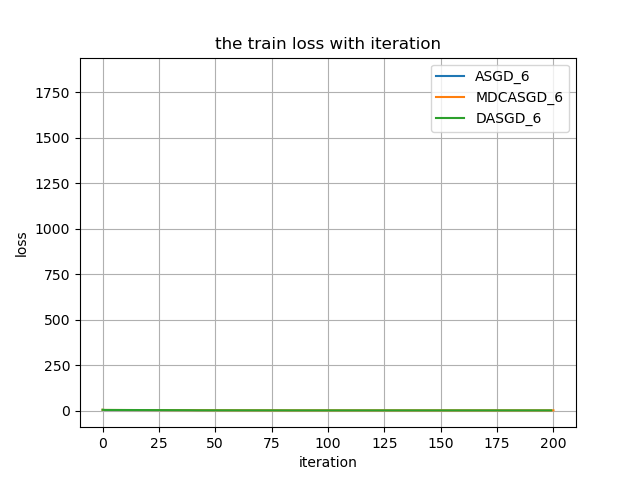 the train loss with iteration
ASGD_6
MDCASGD_6
DASGD_6
1750
1500
1250
1000
750
500
250
0
loss
0 25 50 75 100 125 150 175 200
iteration